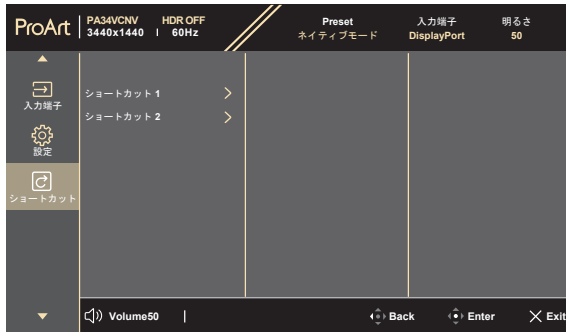 ProArt
PA34VCNV HDR OFF
3440x1440 I 60Hz
Preset
ネイティブモード
入力端子
DisplayPort
明るさ
50
入力端子
設定
ショートカット
ショートカット 1
ショートカット 2
Volume50
Back
Enter
Exit